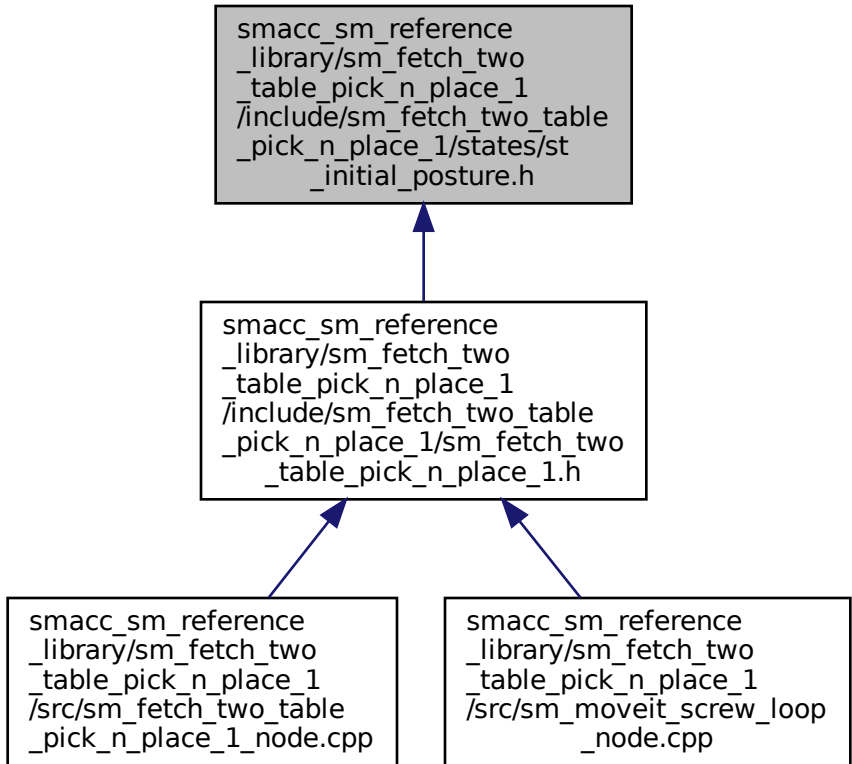 smacc_sm_reference
_library/sm_fetch_two
_table_pick_n_place_1
/include/sm_fetch_two_table
_pick_n_place_1/states/st
_initial_posture.h
smacc_sm_reference
_library/sm_fetch_two
_table_pick_n_place_1
/include/sm_fetch_two_table
_pick_n_place_1/sm_fetch_two
_table_pick_n_place_1.h
smacc_sm_reference
_library/sm_fetch_two
_table_pick_n_place_1
/src/sm_fetch_two_table
_pick_n_place_1_node.cpp
smacc_sm_reference
_library/sm_fetch_two
_table_pick_n_place_1
/src/sm_moveit_screw_loop
_node.cpp